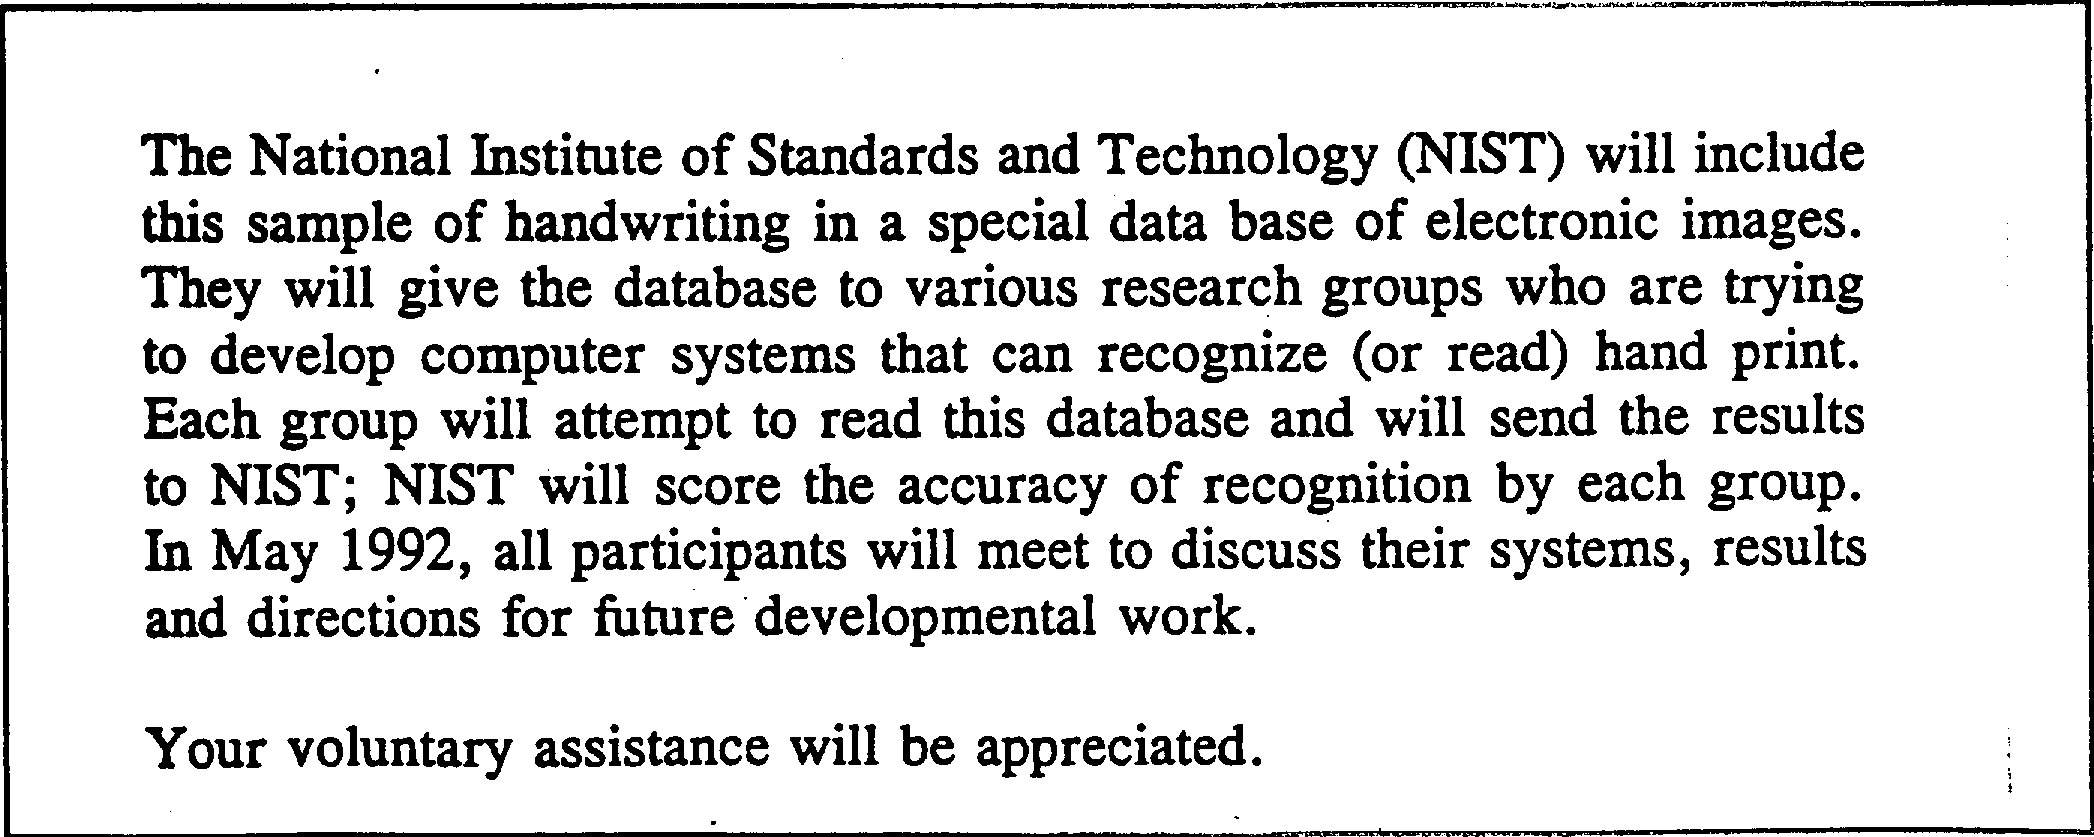 The National Institute of Standards and Technology (NIST) will include
this sample of handwriting in a special data base of electronic images.
They will give the database to various research groups who are trying
to develop computer systems that can recognize (or read) hand print.
Each group will attempt to read this database and will send the results
to NIST; NIST will score the accuracy of recognition by each group.
In May 1992, all participants will meet to discuss their systems, results
and directions for future developmental work.
Your voluntary assistance will be appreciated.